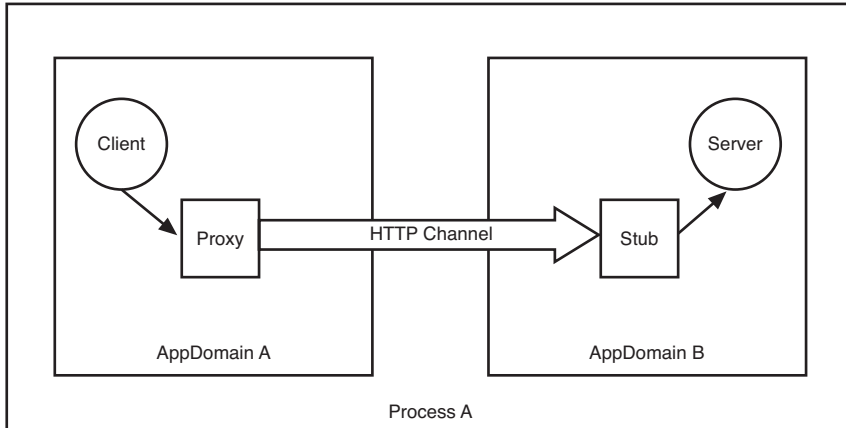 Client
Server
Proxy
HTTP Channel
Stub
AppDomain A
AppDomain B
Process A